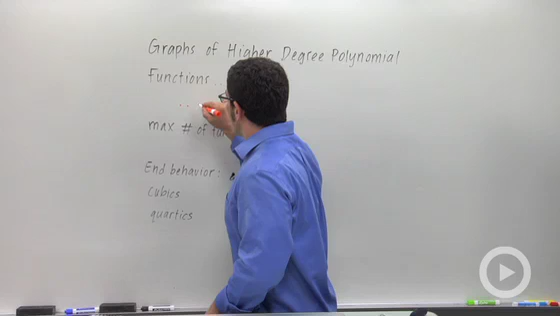 Graphs of Higher Degree Polynomial
Functions...
...
max # of
End behavior:
cubics
quartics